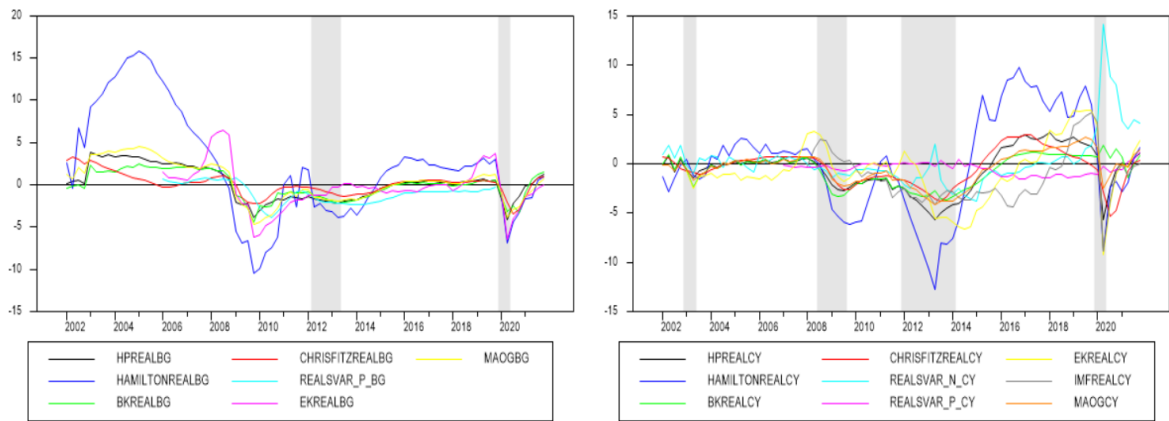 20
15
10
5
0
-5
-10
-15
2002 2004 2006 2008 2010 2012 2014 2016 2018 2020
HPREALBG CHRISFITZREALBG MAOGBG
HAMILTONREALBG REALSVAR_P_BG
BKREALBG EKREALBG
15
10
5
0
-5
-10
-15
2002 2004 2006 2008 2010 2012 2014 2016 2018 2020
HPREALCY CHRISFITZREALCY EKREALCY
HAMILTONREALCY REALSVAR_N_CY IMFREALCY
BKREALCY REALSVAR_P_CY MAOGCY